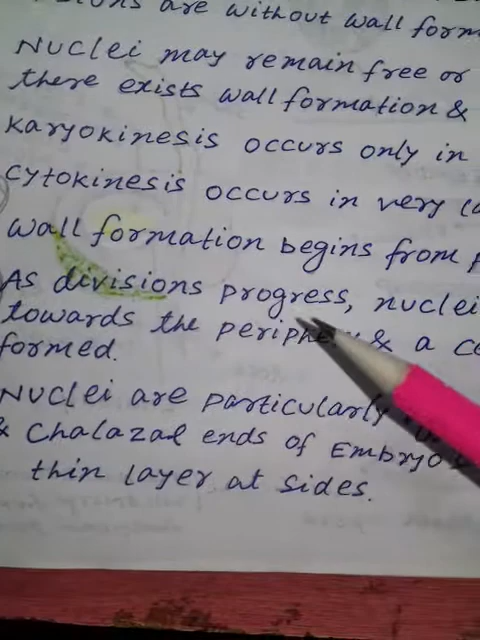 are without wall form
Nuclei may remain free or
there exists wall formation &
Karyokinesis occurs only in
Cytokinesis occurs in very
Wall formation begins from
As divisions progress, nuclei
towards the & a
formed.
Nuclei are particularly
& Chalazal ends of
thin layer at sides.